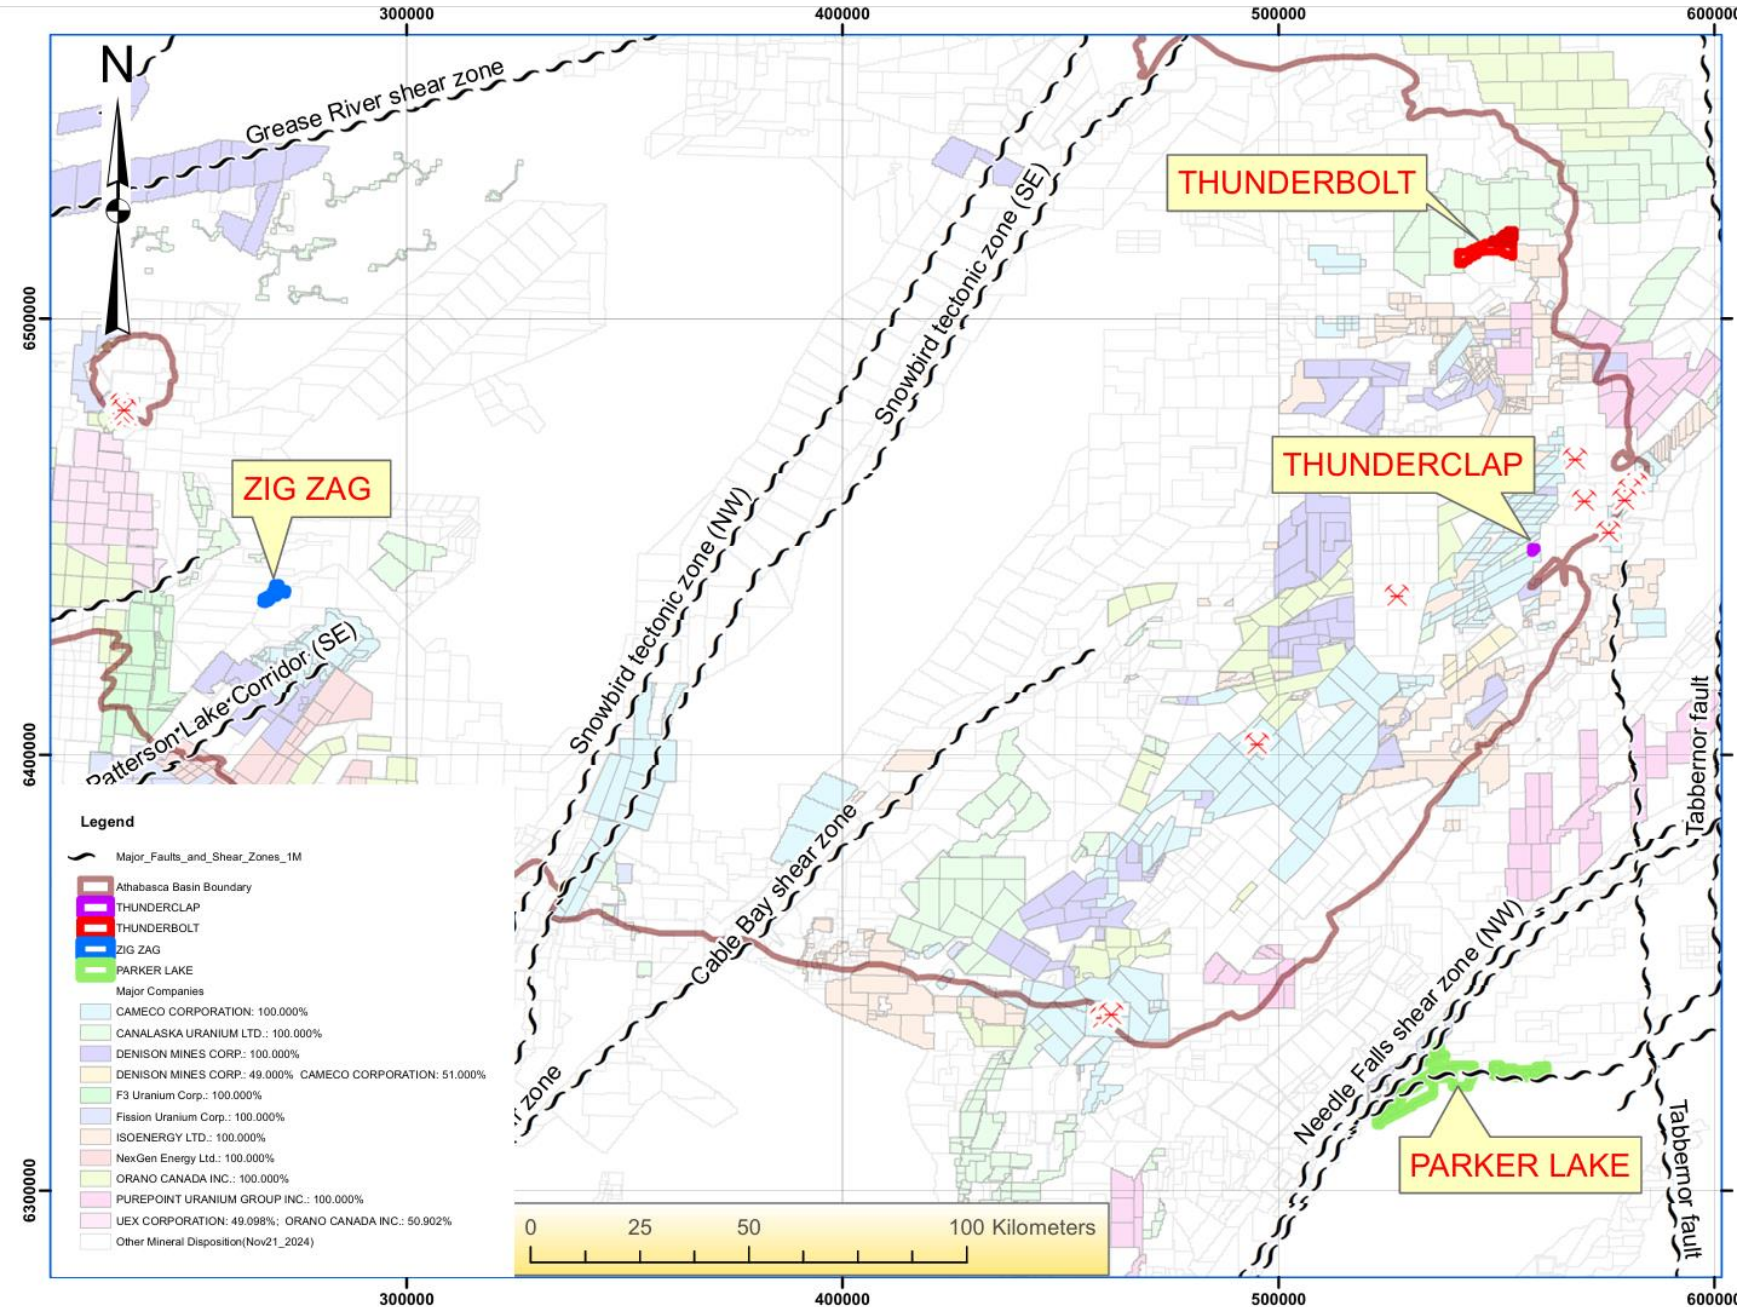 300000
400000
500000
600000
N
Grease River shear zone
THUNDERBOLT
Snowbird tectonic zone (SE)
6500000
THUNDERCLAP
ZIG ZAG
Snowbird tectonic zone (NW)
Patterson Lake Corridor (SE)
Tabbernor fault
6400000
Cable Bay shear zone
Needle Falls shear zone (NW)
r zone
PARKER LAKE
Tabbernor fault
6300000
Legend
Major_Faults_and_Shear_Zones_1M
Athabasca Basin Boundary
THUNDERCLAP
THUNDERBOLT
ZIG ZAG
PARKER LAKE
Major Companies
CAMECO CORPORATION: 100.000%
CANALASKA URANIUM LTD.: 100.000%
DENISON MINES CORP.: 100.000%
DENISON MINES CORP.: 49.000% CAMECO CORPORATION: 51.000%
F3 Uranium Corp.: 100.000%
Fission Uranium Corp.: 100.000%
ISOENERGY LTD.: 100.000%
NexGen Energy Ltd.: 100.000%
ORANO CANADA INC.: 100.000%
PUREPOINT URANIUM GROUP INC.: 100.000%
UEX CORPORATION: 49.098%; ORANO CANADA INC.: 50.902%
Other Mineral Disposition(Nov21_2024)
0 25 50 100 Kilometers
300000
400000
500000
600000